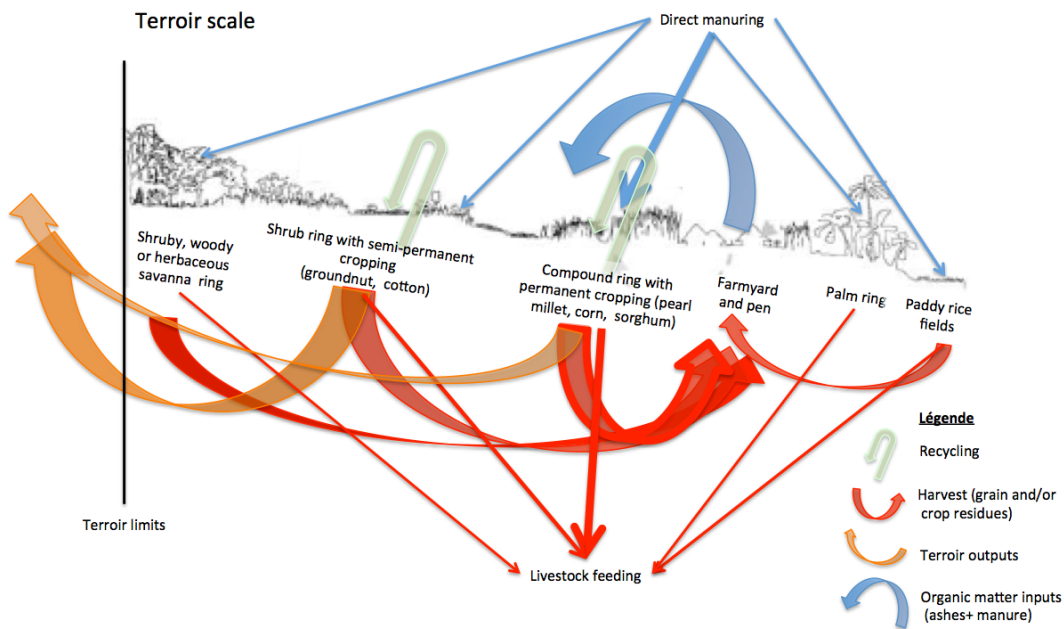 Terroir scale
Direct manuring
Shruby, woody
or herbaceous
savanna ring
Shrub ring with semi-permanent
cropping
(groundnut, cotton)
Compound ring with
permanent cropping (pearl
millet, corn, sorghum)
Farmyard
and pen
Palm ring
Paddy rice
fields
Terroir limits
Livestock feeding
Légende
Recycling
Harvest (grain and/or
crop residues)
Terroir outputs
Organic matter inputs
(ashes+ manure)